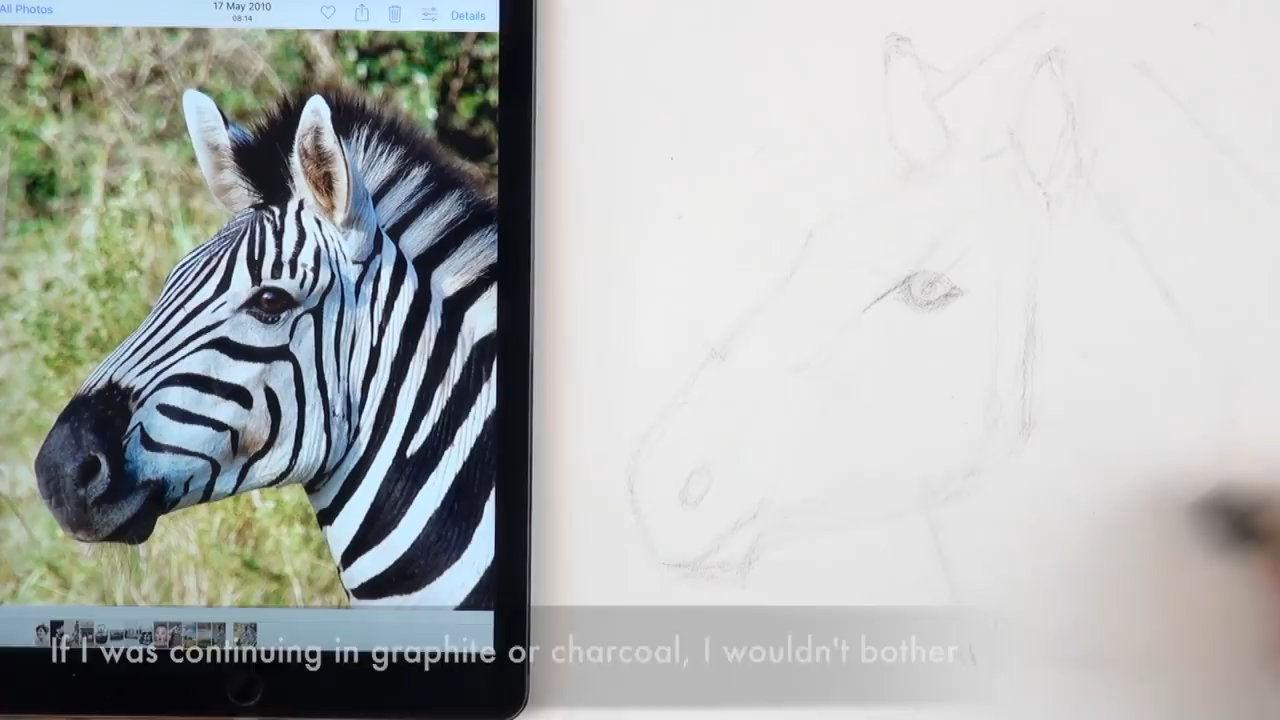 All Photos
17 May 2010
08:14
Details
If I was continuing in graphite or charcoal, I wouldn't bother